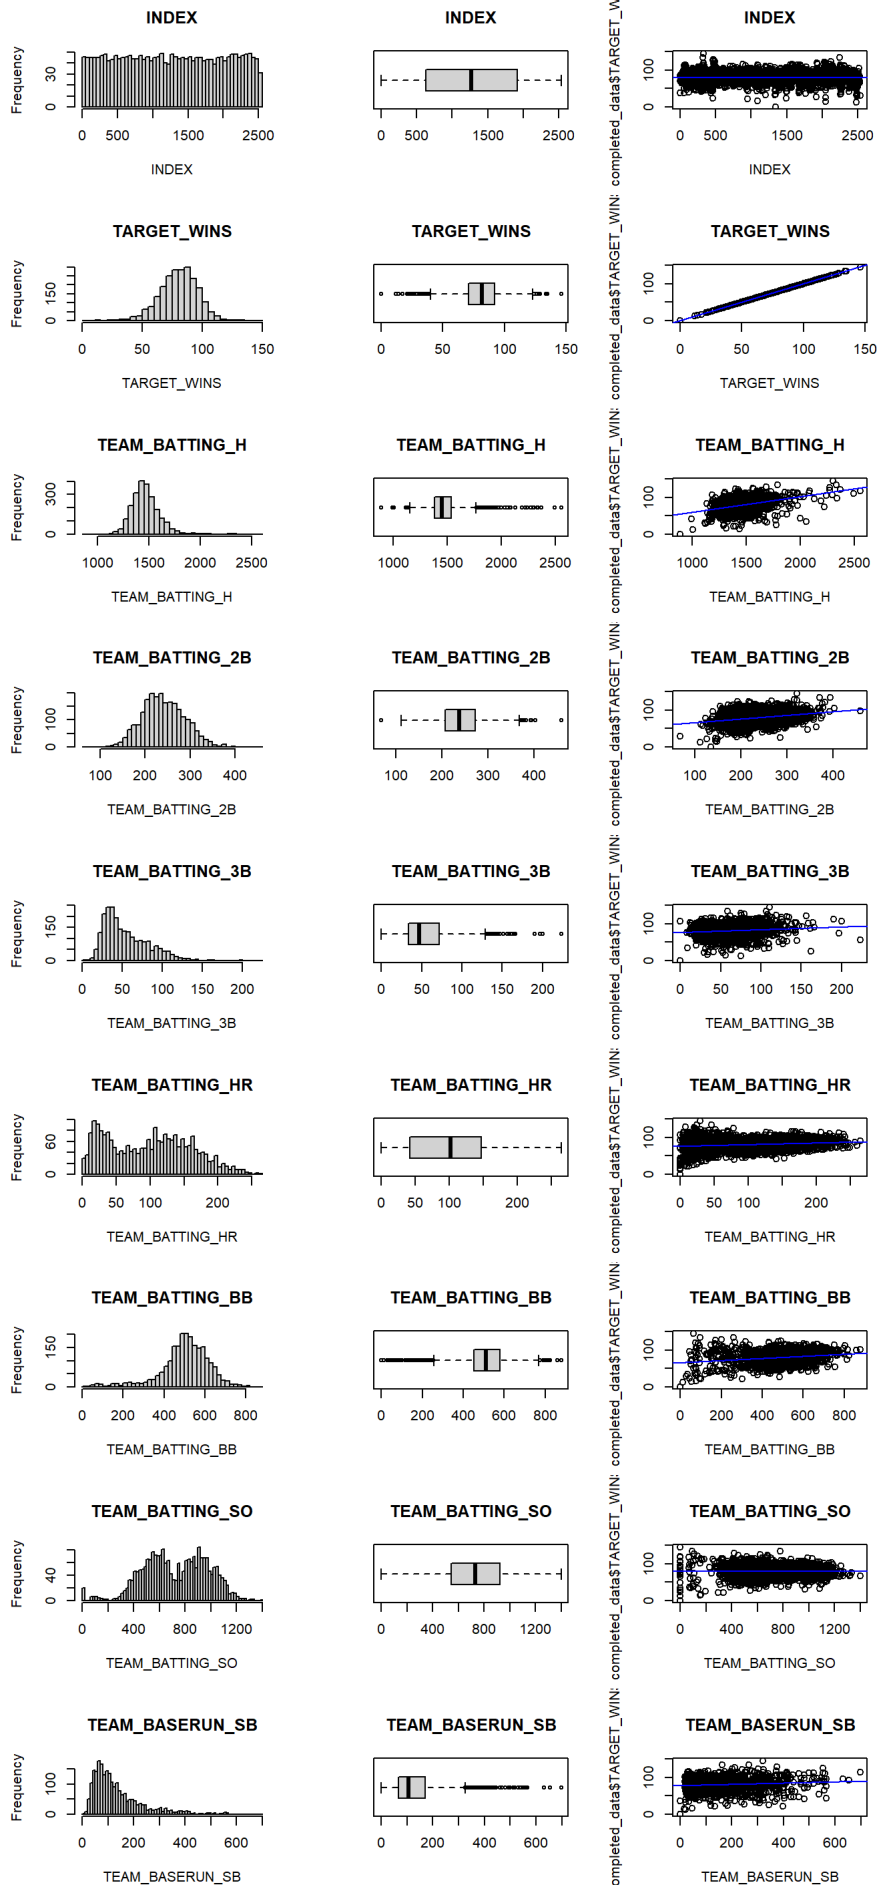 INDEX
INDEX
INDEX
Frequency
0 30
0 500 1500 2500
INDEX
0 500 1500 2500
completed_data$TARGET_W
0 100
0 500 1500 2500
INDEX
TARGET_WINS
TARGET_WINS
TARGET_WINS
Frequency
0 150
0 50 100 150
TARGET_WINS
0 50 100 150
completed_data$TARGET_WIN
0 100
0 50 100 150
TARGET_WINS
TEAM_BATTING_H
TEAM_BATTING_H
TEAM_BATTING_H
Frequency
0 300
1000 1500 2000 2500
TEAM_BATTING_H
1000 1500 2000 2500
completed_data$TARGET_WIN
0 100
1000 1500 2000 2500
TEAM_BATTING_H
TEAM_BATTING_2B
TEAM_BATTING_2B
TEAM_BATTING_2B
Frequency
0 100
100 200 300 400
TEAM_BATTING_2B
100 200 300 400
completed_data$TARGET_WIN
0 100
100 200 300 400
TEAM_BATTING_2B
TEAM_BATTING_3B
TEAM_BATTING_3B
TEAM_BATTING_3B
Frequency
0 150
0 50 100 150 200
TEAM_BATTING_3B
0 50 100 150 200
completed_data$TARGET_WIN
0 100
0 50 100 150 200
TEAM_BATTING_3B
TEAM_BATTING_HR
TEAM_BATTING_HR
TEAM_BATTING_HR
Frequency
0 60
0 50 100 200
TEAM_BATTING_HR
0 50 100 200
completed_data$TARGET_WIN
0 100
0 50 100 200
TEAM_BATTING_HR
TEAM_BATTING_BB
TEAM_BATTING_BB
TEAM_BATTING_BB
Frequency
0 150
0 200 400 600 800
TEAM_BATTING_BB
0 200 400 600 800
completed_data$TARGET_WIN
0 100
0 200 400 600 800
TEAM_BATTING_BB
TEAM_BATTING_SO
TEAM_BATTING_SO
TEAM_BATTING_SO
Frequency
0 40
0 400 800 1200
TEAM_BATTING_SO
0 400 800 1200
completed_data$TARGET_WIN
0 100
0 400 800 1200
TEAM_BATTING_SO
TEAM_BASERUN_SB
TEAM_BASERUN_SB
TEAM_BASERUN_SB
Frequency
0 100
0 200 400 600
TEAM_BASERUN_SB
0 200 400 600
ompleted_data$TARGET_WIN
0 100
0 200 400 600
TEAM_BASERUN_SB